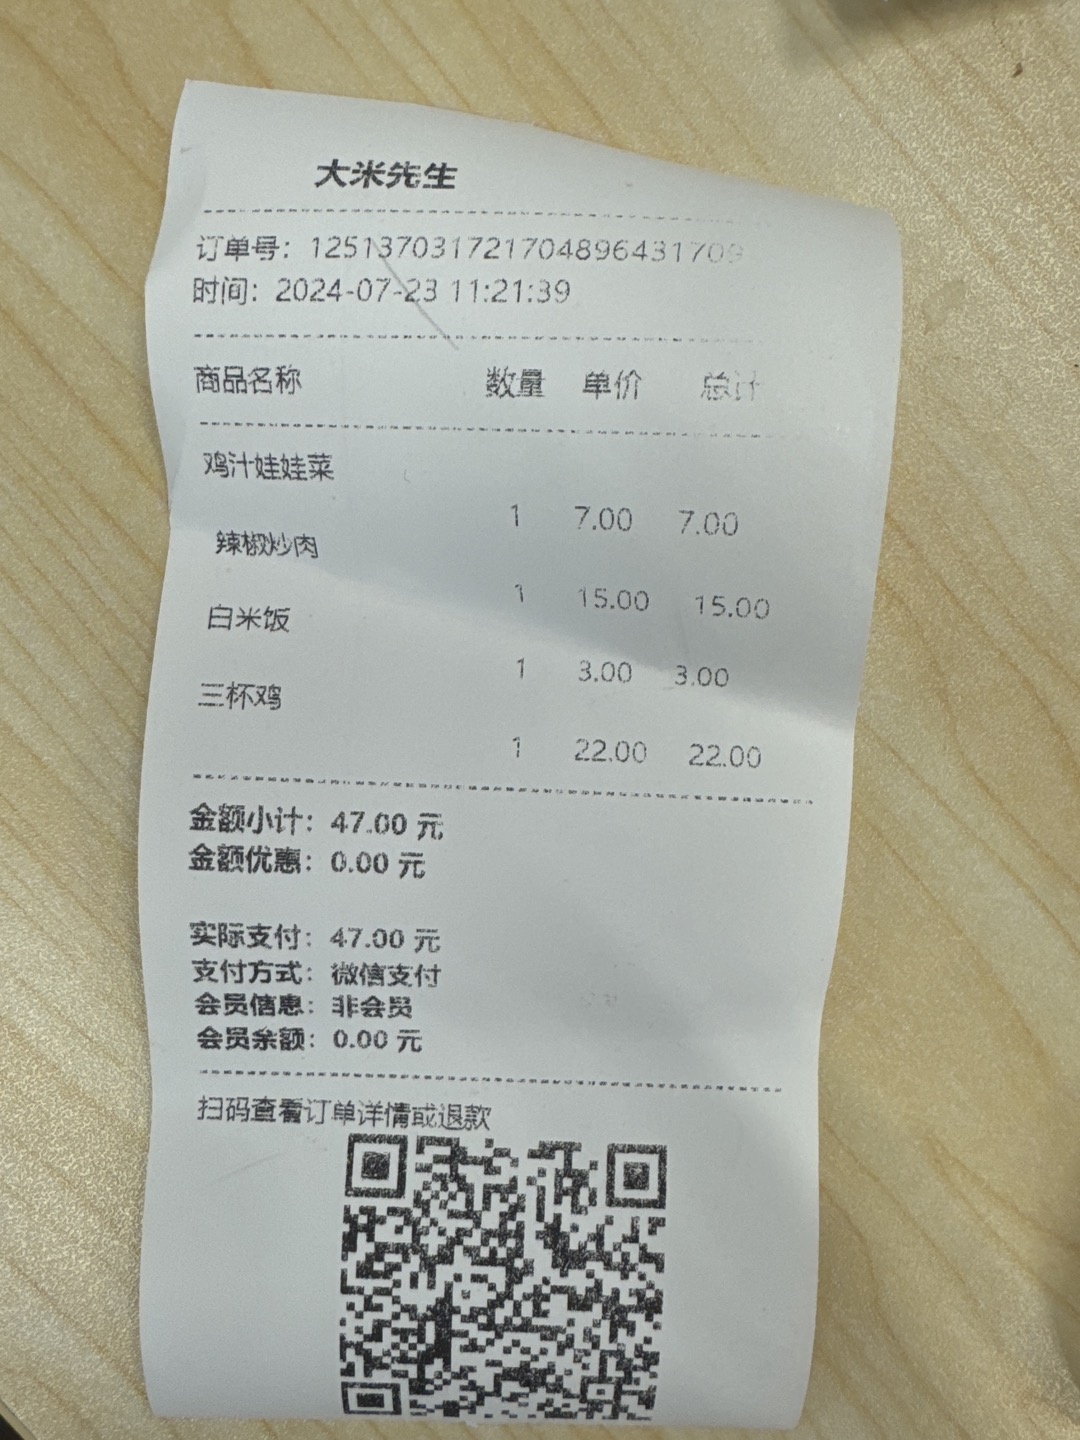 大米先生
订单号：125137031721704896431709
时间：2024-07-23 11:21:39
商品名称 数量 单价 总计
鸡汁娃娃菜
1 7.00 7.00
辣椒炒肉
1 15.00 15.00
白米饭
1 3.00 3.00
三杯鸡
1 22.00 22.00
金额小计：47.00 元
金额优惠：0.00 元
实际支付：47.00 元
支付方式：微信支付
会员信息：非会员
会员余额：0.00 元
扫码查看订单详情或退款